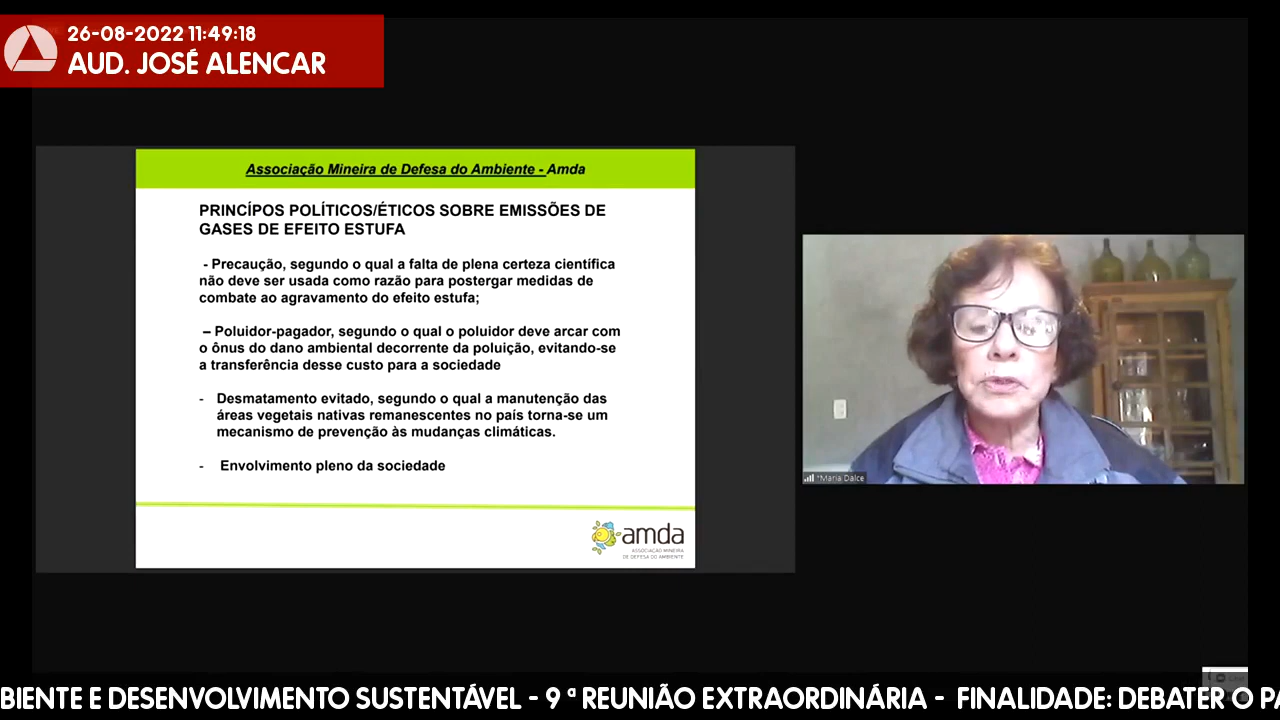 26-08-2022 11:49:18
AUD. JOSÉ ALENCAR
Associação Mineira de Defesa do Ambiente - Amda
PRINCÍPOS POLÍTICOS/ÉTICOS SOBRE EMISSÕES DE
GASES DE EFEITO ESTUFA
- Precaução, segundo o qual a falta de plena certeza científica
não deve ser usada como razão para postergar medidas de
combate ao agravamento do efeito estufa;
– Poluidor-pagador, segundo o qual o poluidor deve arcar com
o ônus do dano ambiental decorrente da poluição, evitando-se
a transferência desse custo para a sociedade
- Desmatamento evitado, segundo o qual a manutenção das
áreas vegetais nativas remanescentes no país torna-se um
mecanismo de prevenção às mudanças climáticas.
- Envolvimento pleno da sociedade
amda
ASSOCIAÇÃO MINEIRA
DE DEFESA DO AMBIENTE
*Maria Dalce
BIENTE E DESENVOLVIMENTO SUSTENTÁVEL - 9 ª REUNIÃO EXTRAORDINÁRIA - FINALIDADE: DEBATER O PA